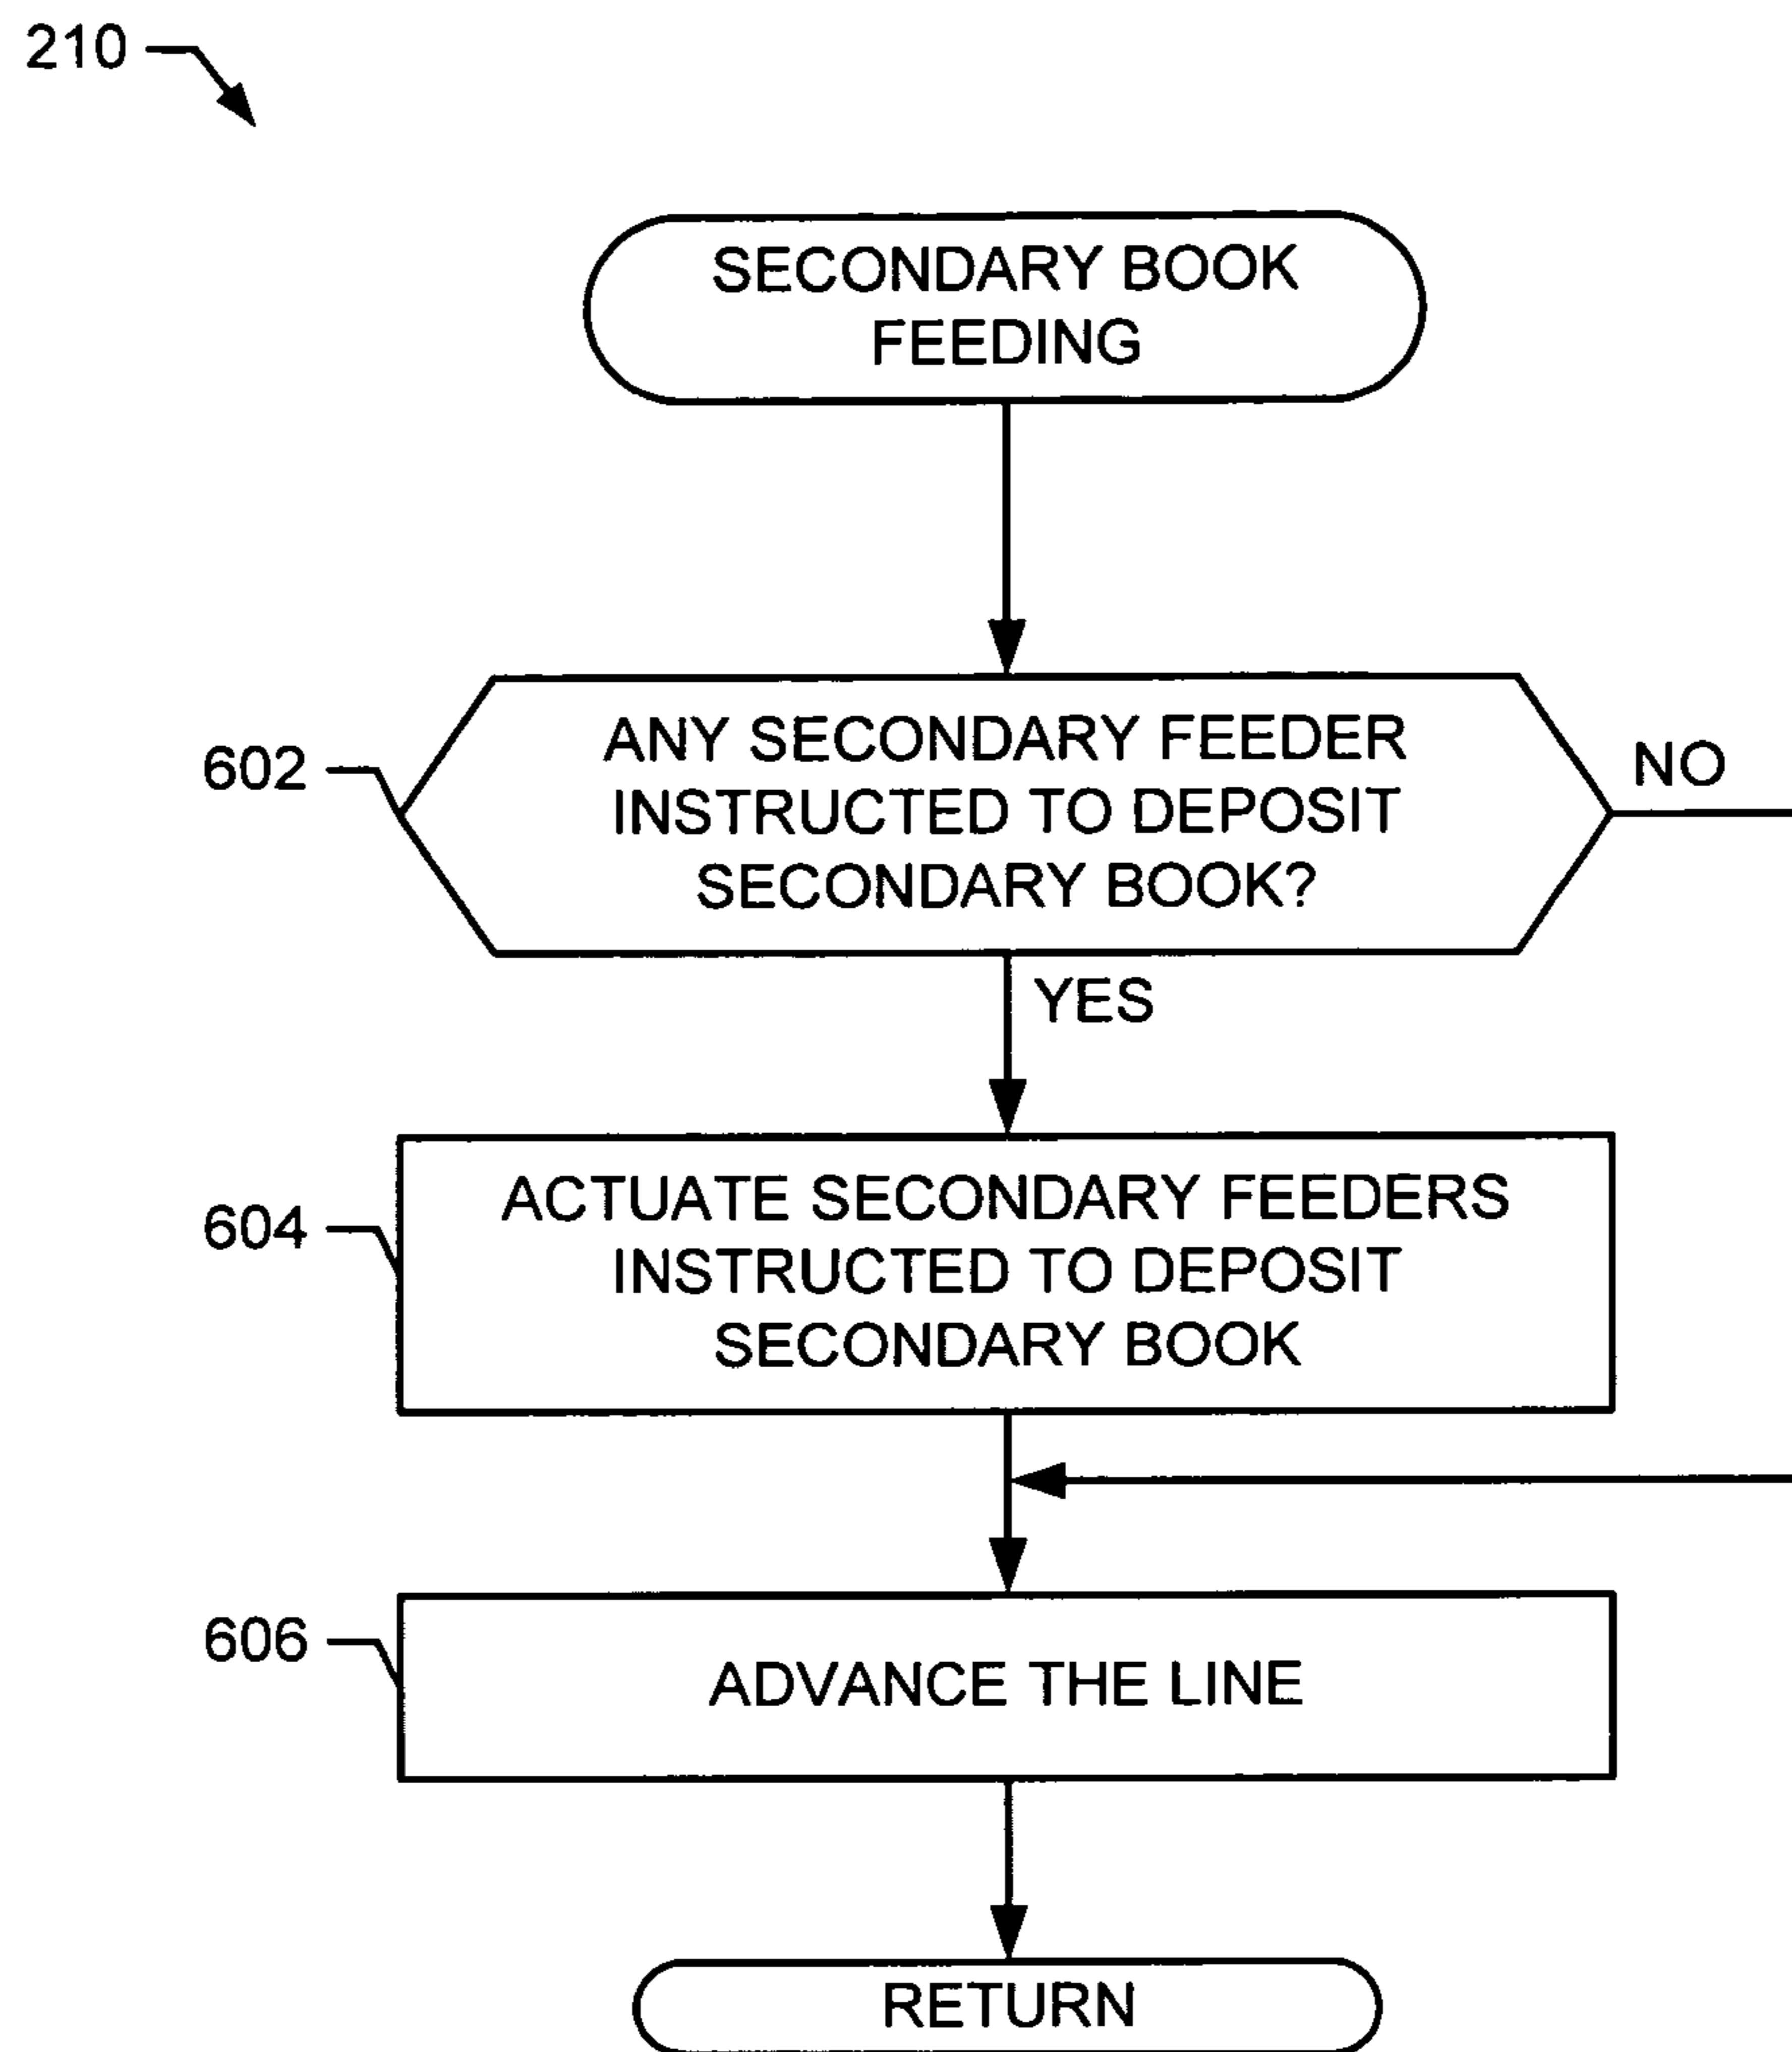 210
SECONDARY BOOK
FEEDING
602
ANY SECONDARY FEEDER
INSTRUCTED TO DEPOSIT
SECONDARY BOOK?
NO
YES
604
ACTUATE SECONDARY FEEDERS
INSTRUCTED TO DEPOSIT
SECONDARY BOOK
606
ADVANCE THE LINE
RETURN